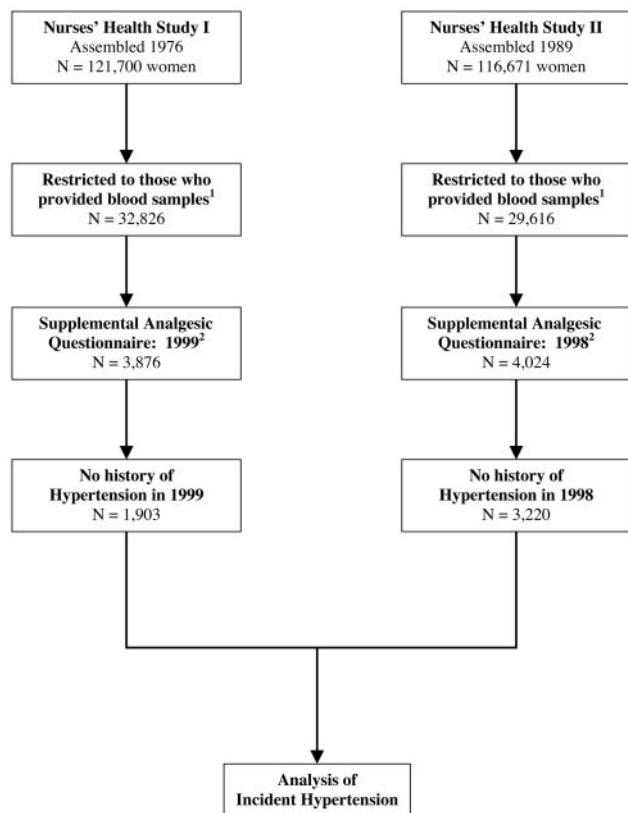 Nurses' Health Study I
Assembled 1976
N = 121,700 women
Nurses' Health Study II
Assembled 1989
N = 116,671 women
Restricted to those who
provided blood samples¹
N = 32,826
Restricted to those who
provided blood samples¹
N = 29,616
Supplemental Analgesic
Questionnaire: 1999²
N = 3,876
Supplemental Analgesic
Questionnaire: 1998²
N = 4,024
No history of
Hypertension in 1999
N = 1,903
No history of
Hypertension in 1998
N = 3,220
Analysis of
Incident Hypertension